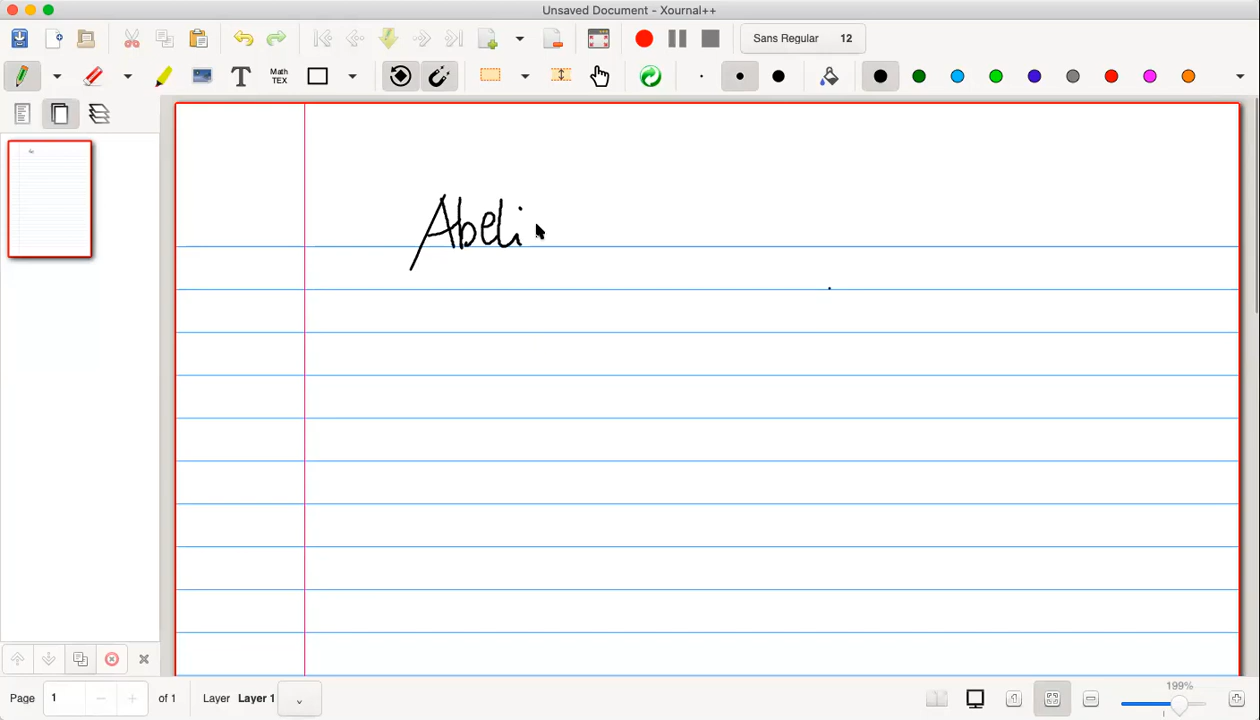 Unsaved Document - Xournal++
Sans Regular 12
Math
TEX
Abeli
Page 1 of 1 Layer Layer 1
199%